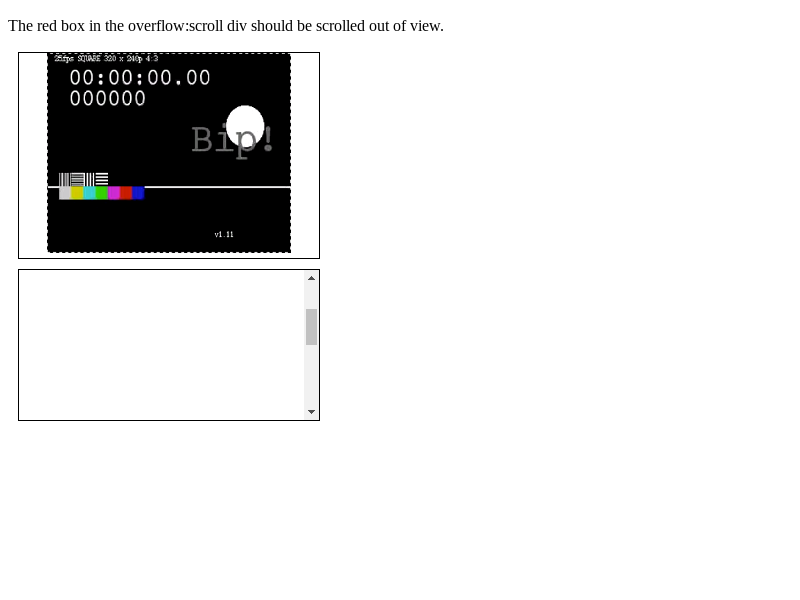 The red box in the overflow:scroll div should be scrolled out of view.
25fps SQUARE 320 x 240p 4:3
00:00:00.00
000000
Bip!
v1.11